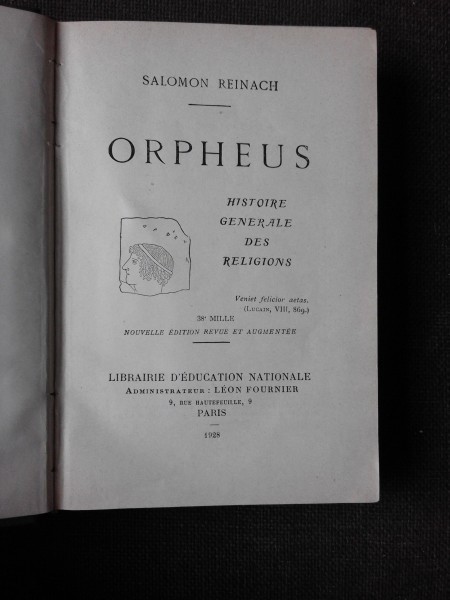 SALOMON REINACH
ORPHEUS
HISTOIRE
GENERALE
DES
RELIGIONS
Veniet felicior aetas.
(Lucain, VIII, 869.)
38e MILLE
NOUVELLE ÉDITION REVUE ET AUGMENTÉE
LIBRAIRIE D'ÉDUCATION NATIONALE
Administrateur : LÉON FOURNIER
9, RUE HAUTEFEUILLE, 9
PARIS
1928